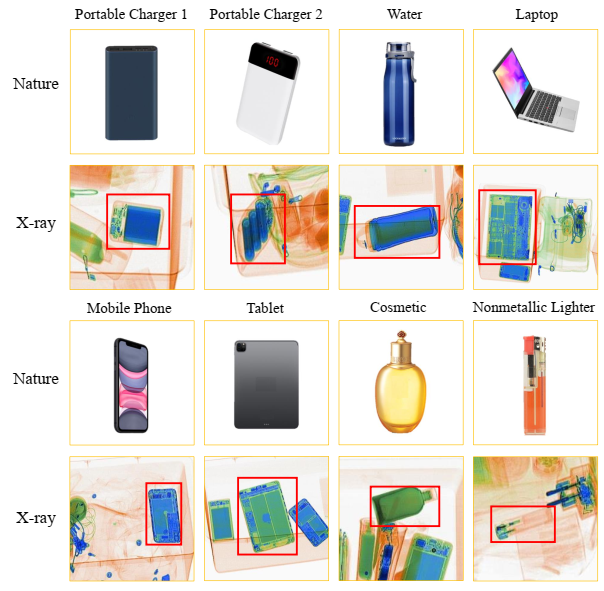 Portable Charger 1 Portable Charger 2 Water Laptop
Nature
100
X-ray
Mobile Phone Tablet Cosmetic Nonmetallic Lighter
Nature
X-ray